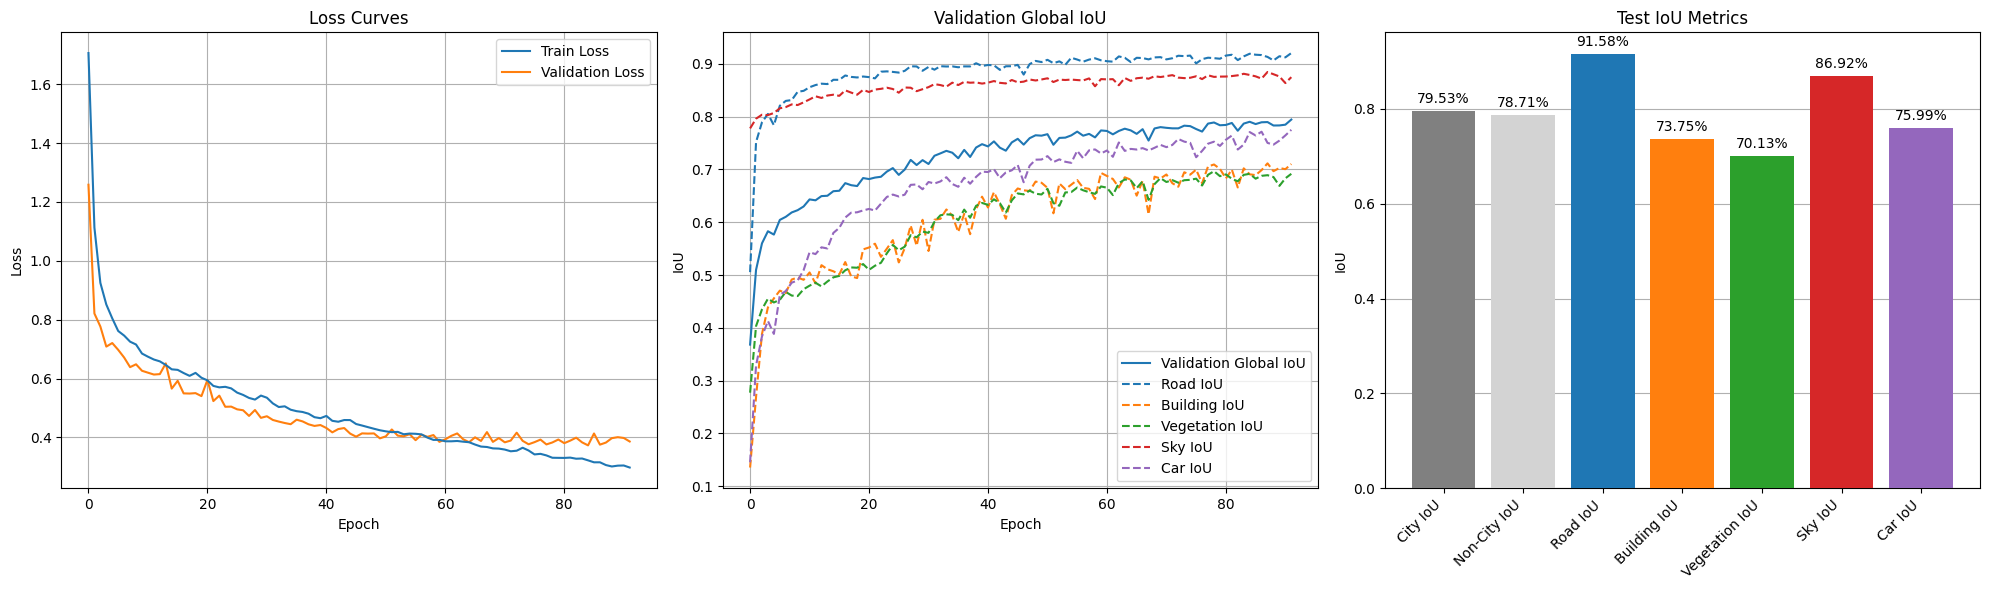 Loss Curves
Train Loss
Validation Loss
1.6
1.4
1.2
1.0
0.8
0.6
0.4
Loss
0
20
40
60
80
Epoch
Validation Global IoU
0.9
0.8
0.7
0.6
0.5
0.4
0.3
0.2
0.1
IoU
Validation Global IoU
Road IoU
Building IoU
Vegetation IoU
Sky IoU
Car IoU
0
20
40
60
80
Epoch
Test IoU Metrics
79.53%
78.71%
91.58%
73.75%
70.13%
86.92%
75.99%
0.8
0.6
0.4
0.2
0.0
IoU
City IoU
Non-City IoU
Road IoU
Building IoU
Vegetation IoU
Sky IoU
Car IoU